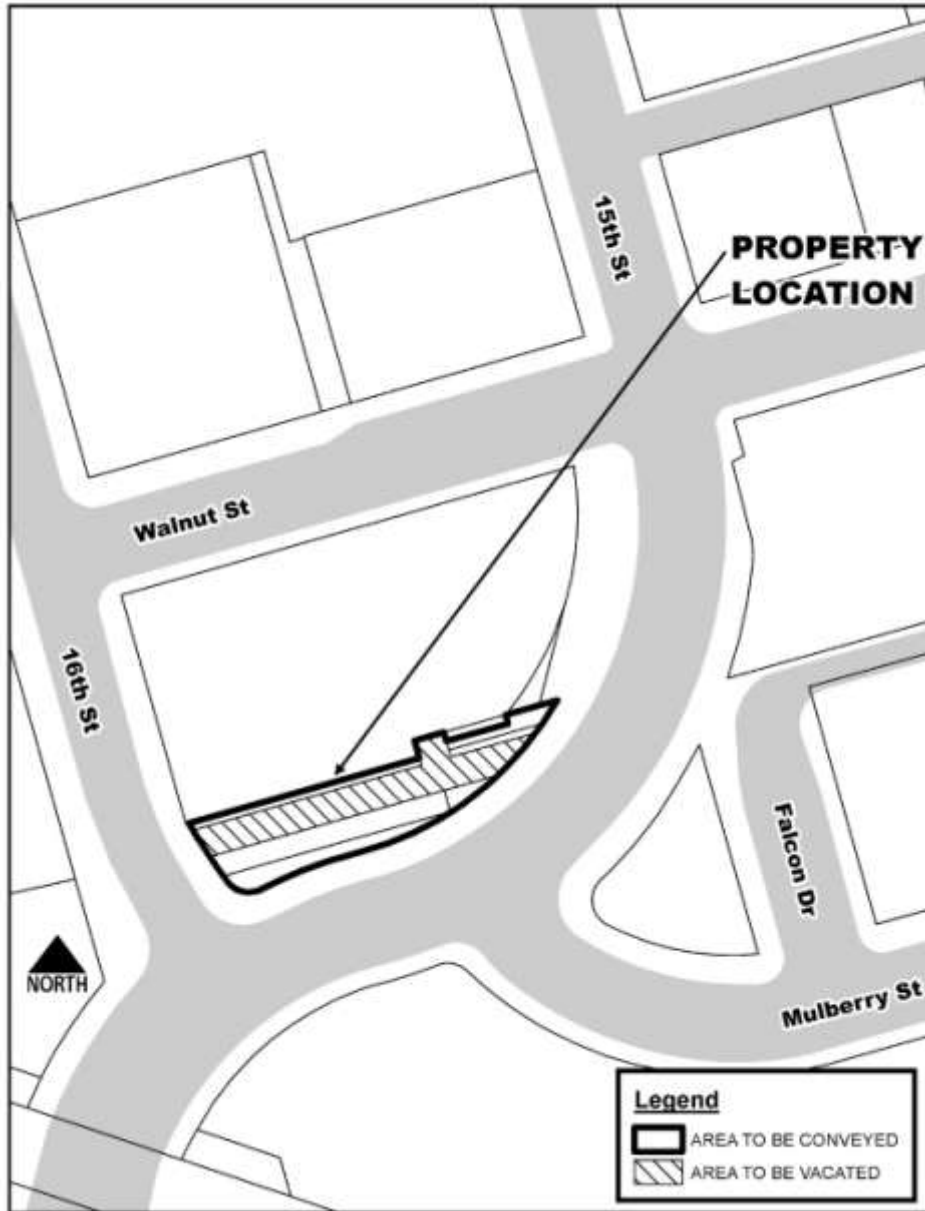 15th St
PROPERTY
LOCATION
Walnut St
16th St
Falcon Dr
NORTH
Mulberry St
Legend
AREA TO BE CONVEYED
AREA TO BE VACATED